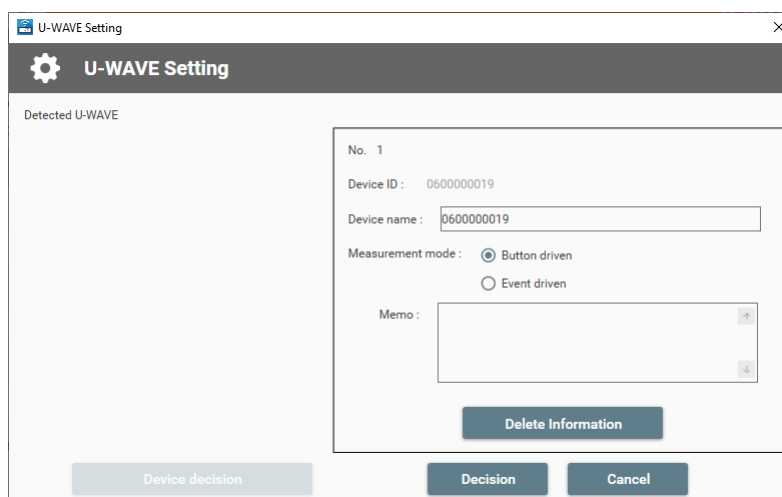 U-WAVE Setting
U-WAVE Setting
Detected U-WAVE
No. 1
Device ID : 0600000019
Device name : 0600000019
Measurement mode : Button driven
Event driven
Memo :
Delete Information
Device decision Decision Cancel